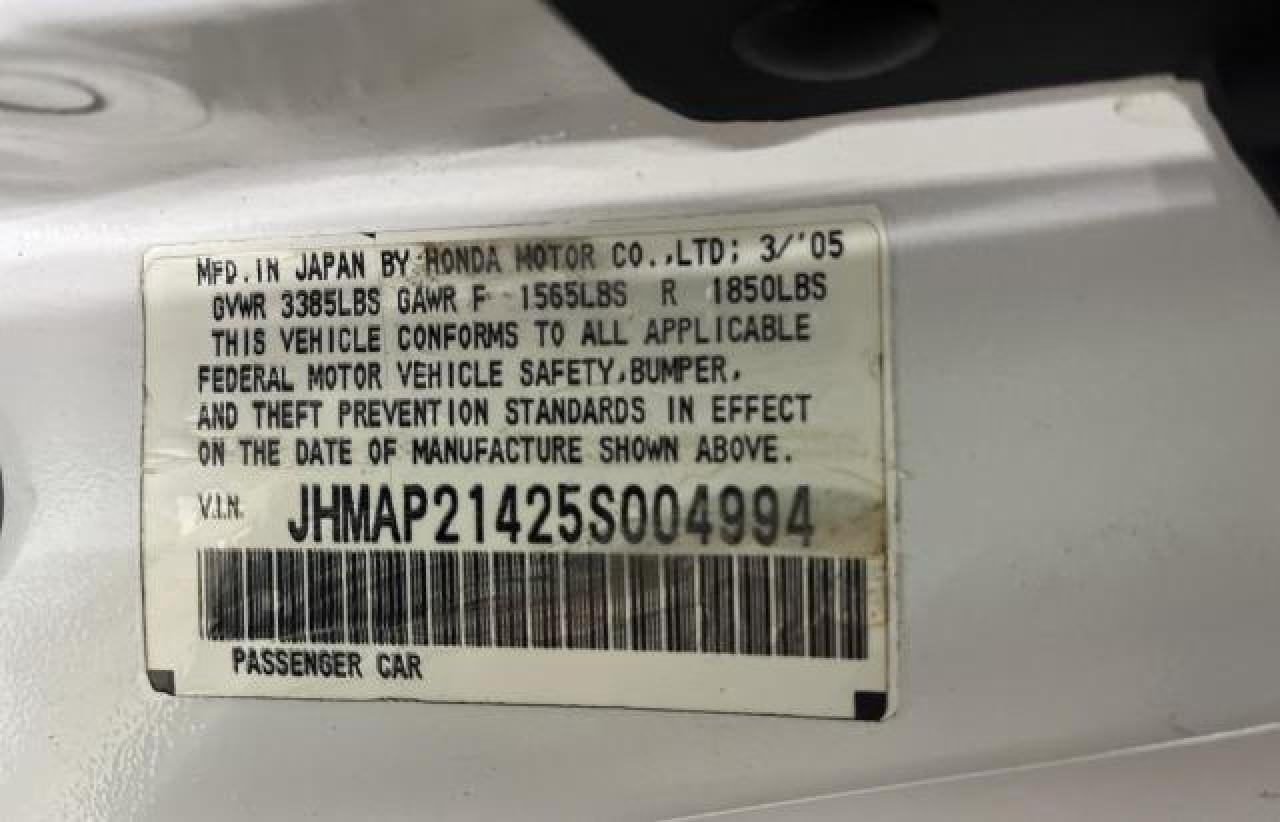 MFD. IN JAPAN BY HONDA MOTOR CO.,LTD; 3/'05
GVWR 3385LBS GAWR F 1565LBS R 1850LBS
THIS VEHICLE CONFORMS TO ALL APPLICABLE
FEDERAL MOTOR VEHICLE SAFETY,BUMPER,
AND THEFT PREVENTION STANDARDS IN EFFECT
ON THE DATE OF MANUFACTURE SHOWN ABOVE.
V.I.N. JHMAP21425S004994
PASSENGER CAR